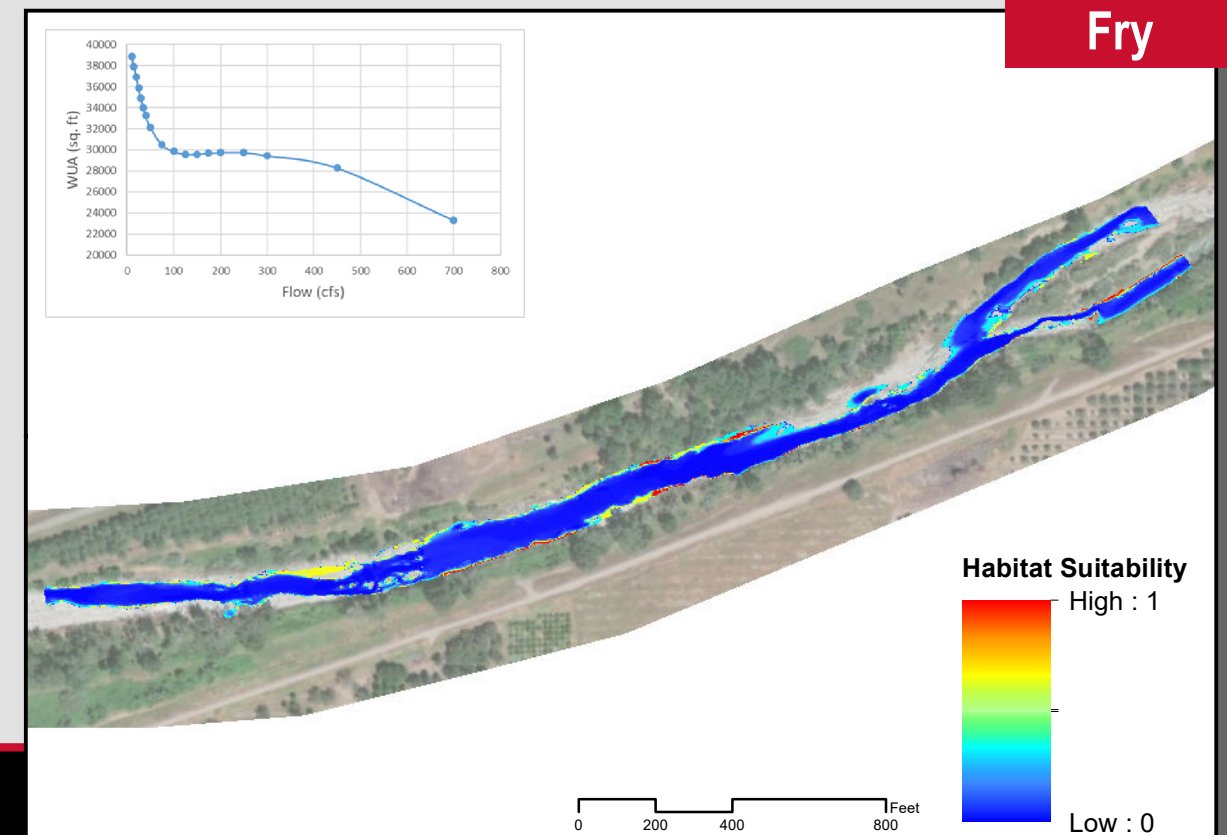 Fry
40000
38000
36000
34000
32000
30000
28000
26000
24000
22000
20000
WUA (sq. ft)
0 100 200 300 400 500 600 700 800
Flow (cfs)
Habitat Suitability
High : 1
Low : 0
Feet
0 200 400 800